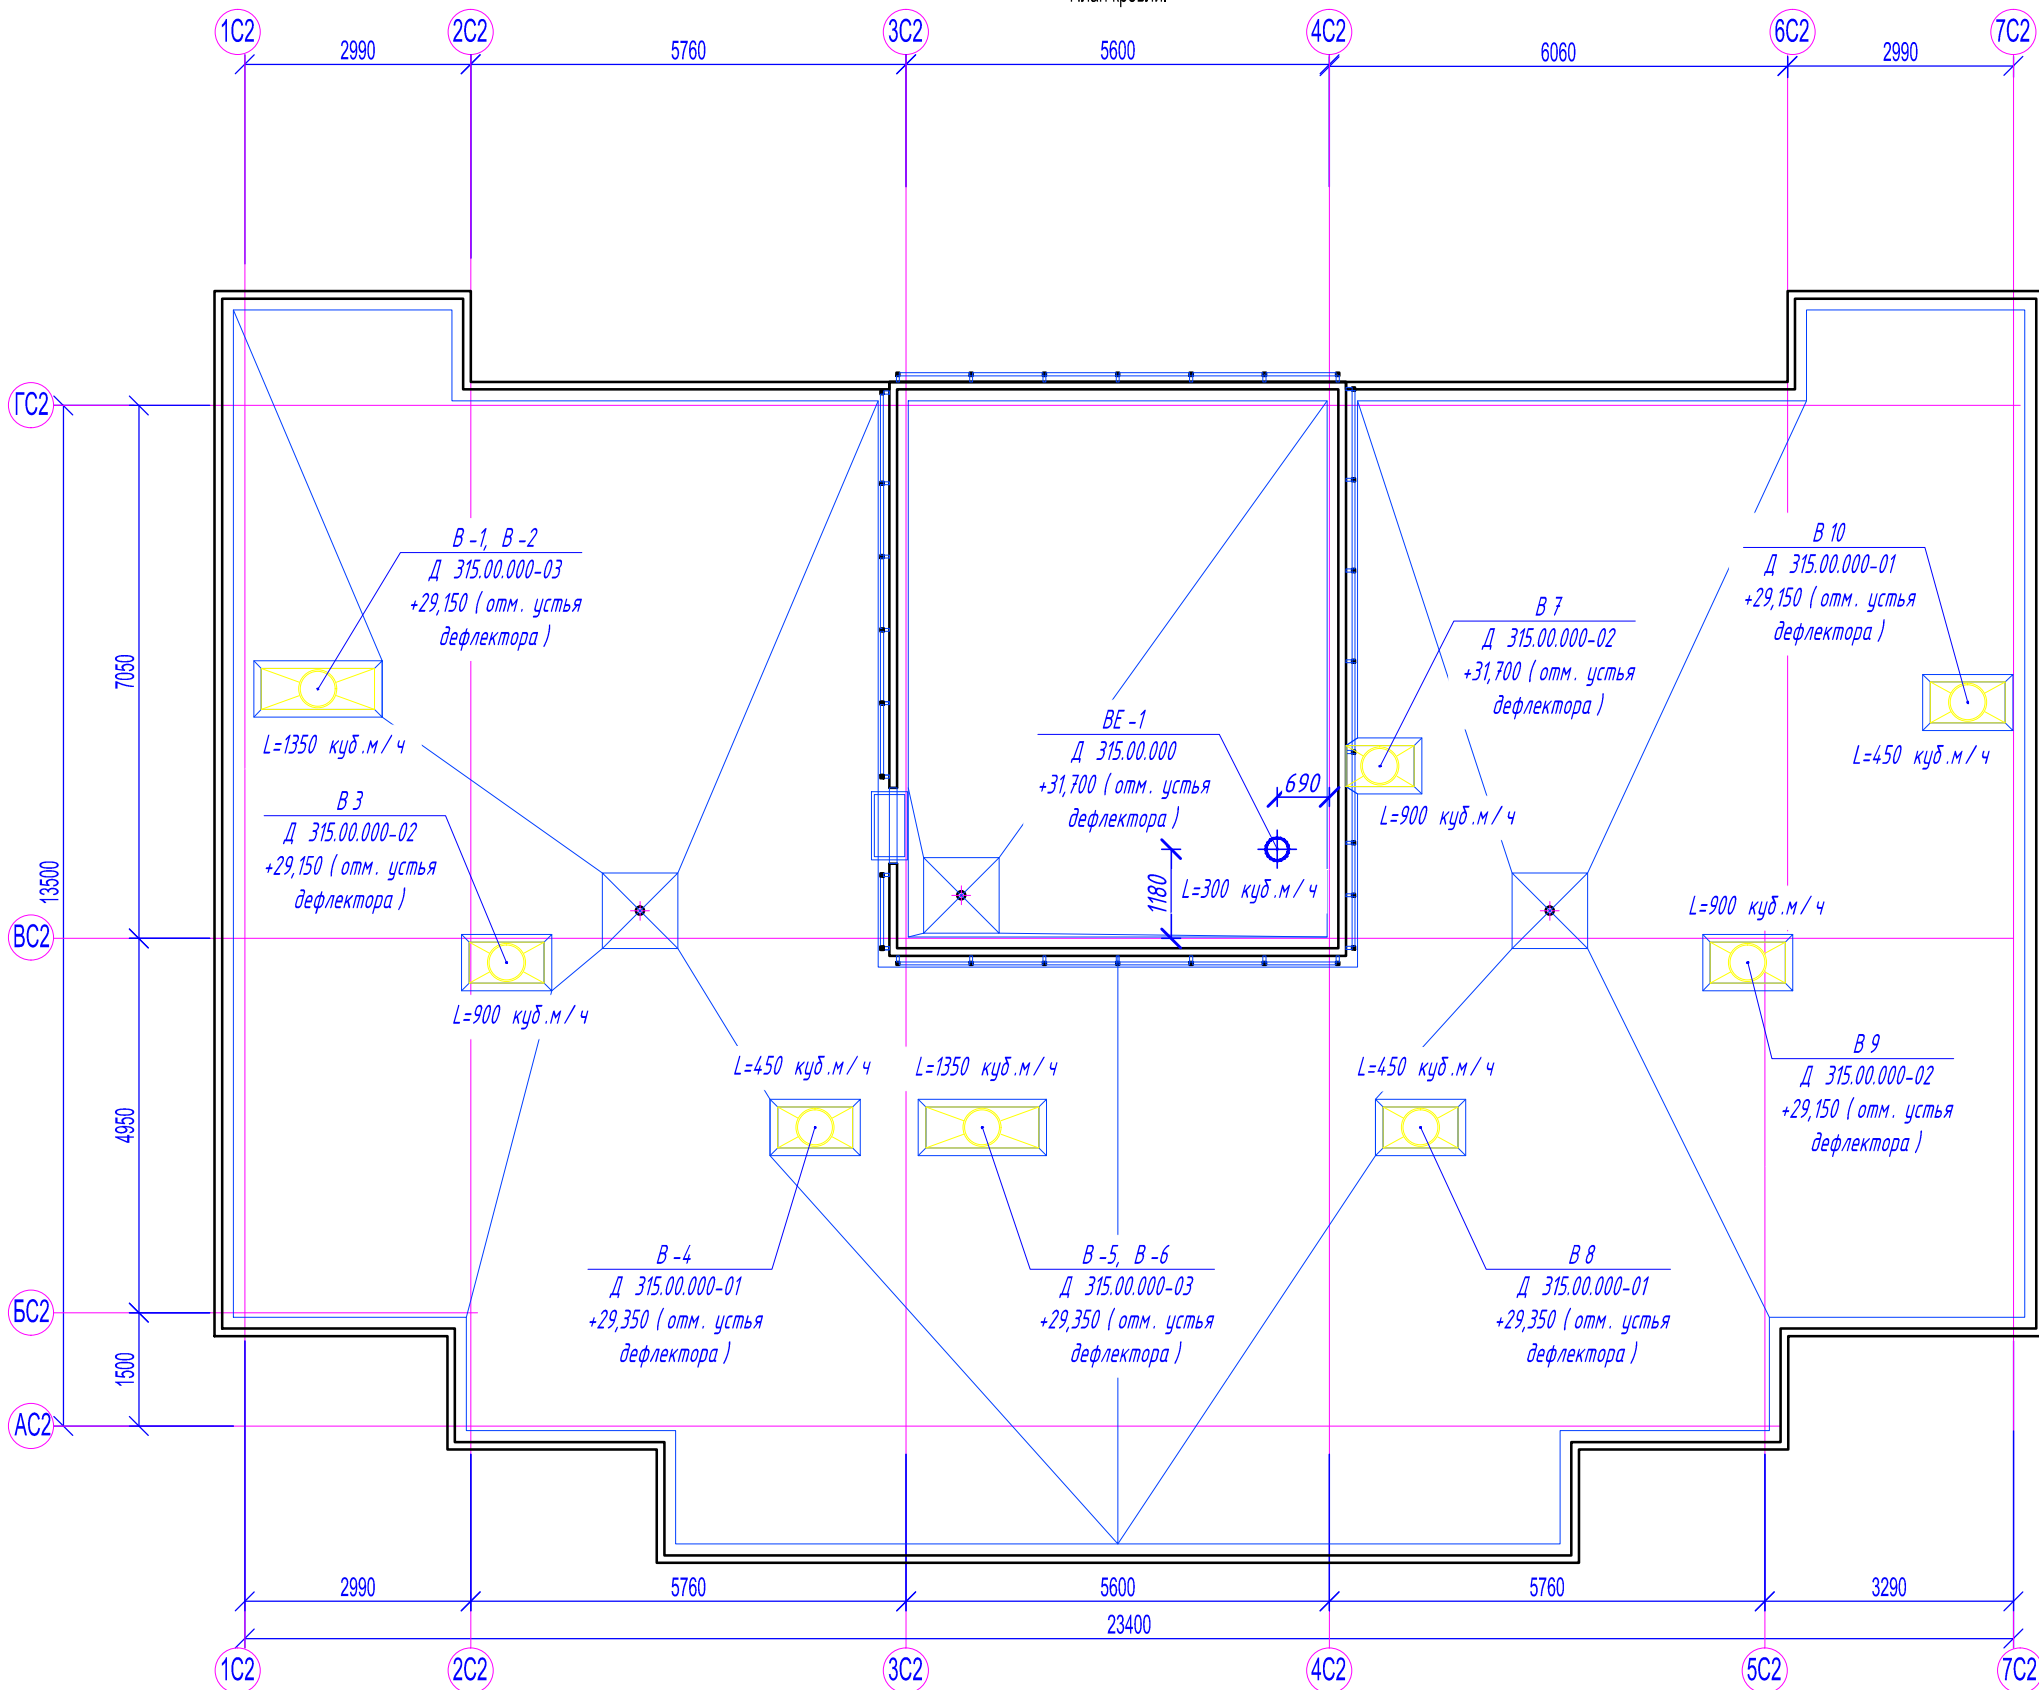 План кровли.
1С2 2С2 3С2 4С2 6С2 7С2
2990 5760 5600 6060 2990
ГС2
В -1, В -2
Д 315.00.000-03
+29,150 ( отм. устья
дефлектора )
В 10
Д 315.00.000-01
+29,150 ( отм. устья
дефлектора )
В 7
Д 315.00.000-02
+31,700 ( отм. устья
дефлектора )
7050
L=1350 куб.м / ч
ВЕ -1
Д 315.00.000
+31,700 ( отм. устья
дефлектора )
690
L=450 куб.м / ч
В 3
Д 315.00.000-02
+29,150 ( отм. устья
дефлектора )
L=900 куб.м / ч
13500
1180
L=300 куб.м / ч
L=900 куб.м / ч
ВС2
L=900 куб.м / ч
L=450 куб.м / ч
L=1350 куб.м / ч
L=450 куб.м / ч
В 9
Д 315.00.000-02
+29,150 ( отм. устья
дефлектора )
4950
В -4
Д 315.00.000-01
+29,350 ( отм. устья
дефлектора )
В -5, В -6
Д 315.00.000-03
+29,350 ( отм. устья
дефлектора )
В 8
Д 315.00.000-01
+29,350 ( отм. устья
дефлектора )
БС2
1500
АС2
2990 5760 5600 5760 3290
23400
1С2 2С2 3С2 4С2 5С2 7С2